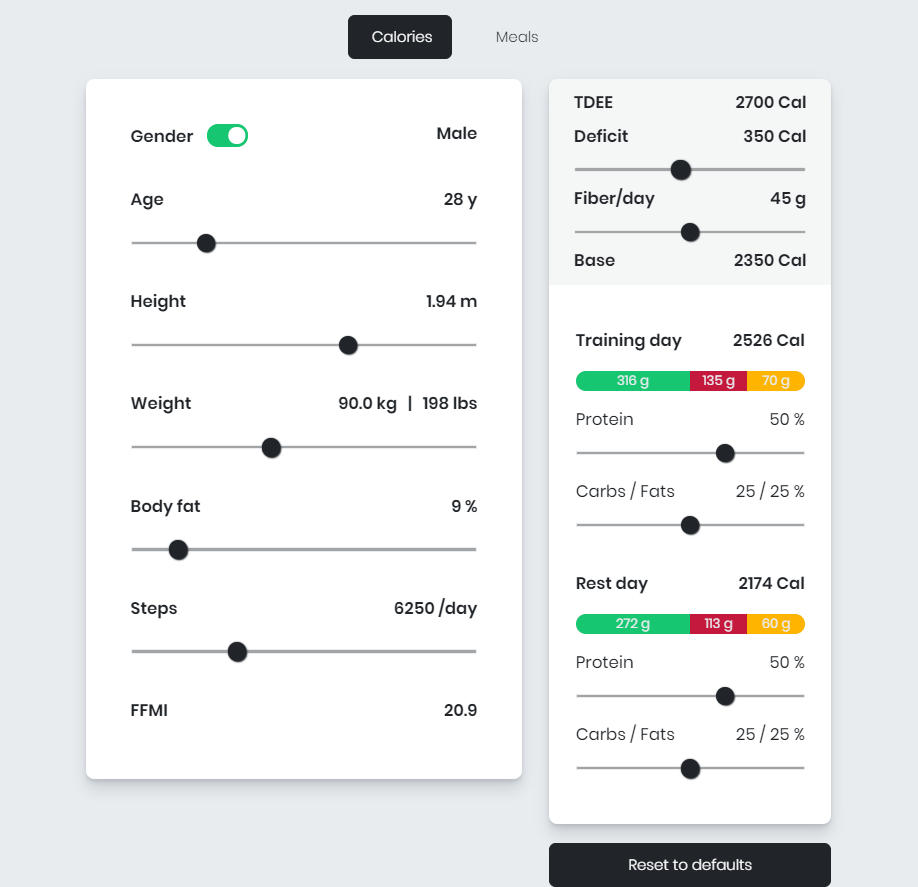 Calories
Meals
Gender Male
Age 28 y
Height 1.94 m
Weight 90.0 kg | 198 lbs
Body fat 9 %
Steps 6250 /day
FFMI 20.9
TDEE 2700 Cal
Deficit 350 Cal
Fiber/day 45 g
Base 2350 Cal
Training day 2526 Cal
316 g 135 g 70 g
Protein 50 %
Carbs / Fats 25 / 25 %
Rest day 2174 Cal
272 g 113 g 60 g
Protein 50 %
Carbs / Fats 25 / 25 %
Reset to defaults